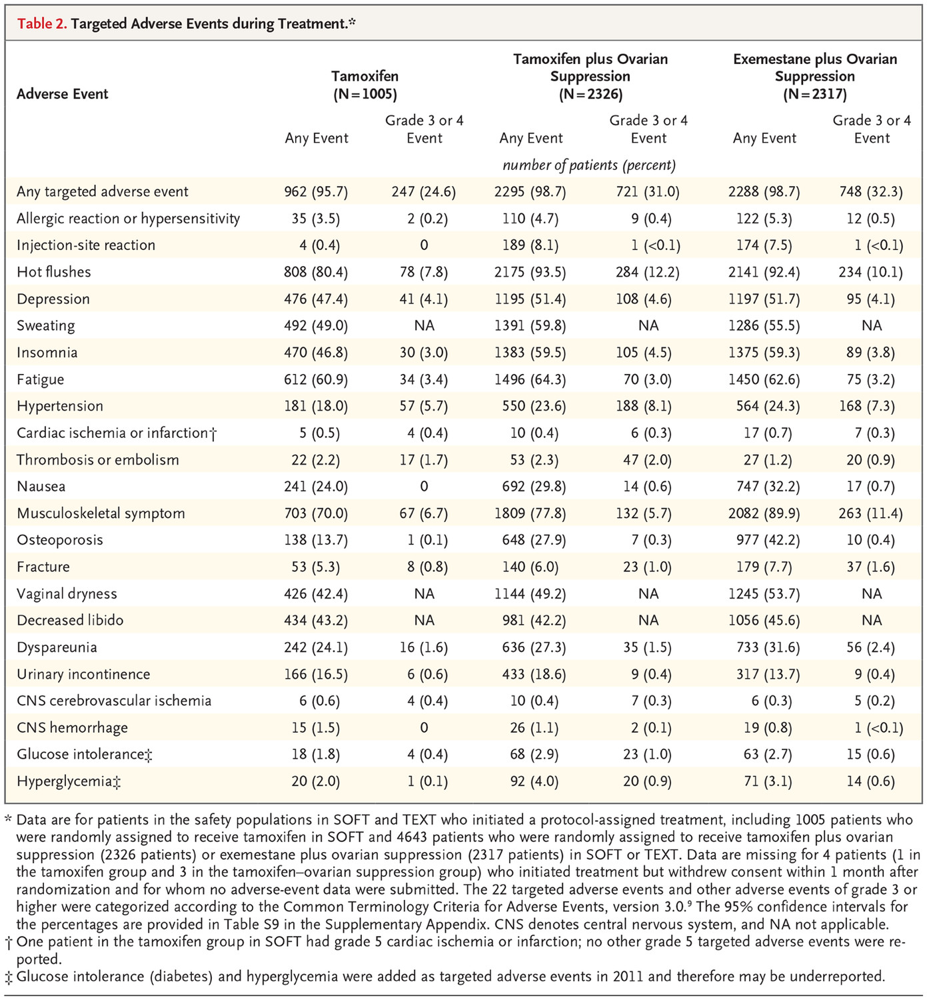 Table 2. Targeted Adverse Events during Treatment.*
Adverse Event
Tamoxifen
(N=1005)
Tamoxifen plus Ovarian
Suppression
(N=2326)
Exemestane plus Ovarian
Suppression
(N=2317)
Any Event
Grade 3 or 4
Event
Any Event
Grade 3 or 4
Event
Any Event
Grade 3 or 4
Event
number of patients (percent)
Any targeted adverse event 962 (95.7) 247 (24.6) 2295 (98.7) 721 (31.0) 2288 (98.7) 748 (32.3)
Allergic reaction or hypersensitivity 35 (3.5) 2 (0.2) 110 (4.7) 9 (0.4) 122 (5.3) 12 (0.5)
Injection-site reaction 4 (0.4) 0 189 (8.1) 1 (<0.1) 174 (7.5) 1 (<0.1)
Hot flushes 808 (80.4) 78 (7.8) 2175 (93.5) 284 (12.2) 2141 (92.4) 234 (10.1)
Depression 476 (47.4) 41 (4.1) 1195 (51.4) 108 (4.6) 1197 (51.7) 95 (4.1)
Sweating 492 (49.0) NA 1391 (59.8) NA 1286 (55.5) NA
Insomnia 470 (46.8) 30 (3.0) 1383 (59.5) 105 (4.5) 1375 (59.3) 89 (3.8)
Fatigue 612 (60.9) 34 (3.4) 1496 (64.3) 70 (3.0) 1450 (62.6) 75 (3.2)
Hypertension 181 (18.0) 57 (5.7) 550 (23.6) 188 (8.1) 564 (24.3) 168 (7.3)
Cardiac ischemia or infarction† 5 (0.5) 4 (0.4) 10 (0.4) 6 (0.3) 17 (0.7) 7 (0.3)
Thrombosis or embolism 22 (2.2) 17 (1.7) 53 (2.3) 47 (2.0) 27 (1.2) 20 (0.9)
Nausea 241 (24.0) 0 692 (29.8) 14 (0.6) 747 (32.2) 17 (0.7)
Musculoskeletal symptom 703 (70.0) 67 (6.7) 1809 (77.8) 132 (5.7) 2082 (89.9) 263 (11.4)
Osteoporosis 138 (13.7) 1 (0.1) 648 (27.9) 7 (0.3) 977 (42.2) 10 (0.4)
Fracture 53 (5.3) 8 (0.8) 140 (6.0) 23 (1.0) 179 (7.7) 37 (1.6)
Vaginal dryness 426 (42.4) NA 1144 (49.2) NA 1245 (53.7) NA
Decreased libido 434 (43.2) NA 981 (42.2) NA 1056 (45.6) NA
Dyspareunia 242 (24.1) 16 (1.6) 636 (27.3) 35 (1.5) 733 (31.6) 56 (2.4)
Urinary incontinence 166 (16.5) 6 (0.6) 433 (18.6) 9 (0.4) 317 (13.7) 9 (0.4)
CNS cerebrovascular ischemia 6 (0.6) 4 (0.4) 10 (0.4) 7 (0.3) 6 (0.3) 5 (0.2)
CNS hemorrhage 15 (1.5) 0 26 (1.1) 2 (0.1) 19 (0.8) 1 (<0.1)
Glucose intolerance‡ 18 (1.8) 4 (0.4) 68 (2.9) 23 (1.0) 63 (2.7) 15 (0.6)
Hyperglycemia‡ 20 (2.0) 1 (0.1) 92 (4.0) 20 (0.9) 71 (3.1) 14 (0.6)
* Data are for patients in the safety populations in SOFT and TEXT who initiated a protocol-assigned treatment, including 1005 patients who
were randomly assigned to receive tamoxifen in SOFT and 4643 patients who were randomly assigned to receive tamoxifen plus ovarian
suppression (2326 patients) or exemestane plus ovarian suppression (2317 patients) in SOFT or TEXT. Data are missing for 4 patients (1 in
the tamoxifen group and 3 in the tamoxifen–ovarian suppression group) who initiated treatment but withdrew consent within 1 month after
randomization and for whom no adverse-event data were submitted. The 22 targeted adverse events and other adverse events of grade 3 or
higher were categorized according to the Common Terminology Criteria for Adverse Events, version 3.0.⁹ The 95% confidence intervals for
the percentages are provided in Table S9 in the Supplementary Appendix. CNS denotes central nervous system, and NA not applicable.
† One patient in the tamoxifen group in SOFT had grade 5 cardiac ischemia or infarction; no other grade 5 targeted adverse events were re-
ported.
‡ Glucose intolerance (diabetes) and hyperglycemia were added as targeted adverse events in 2011 and therefore may be underreported.